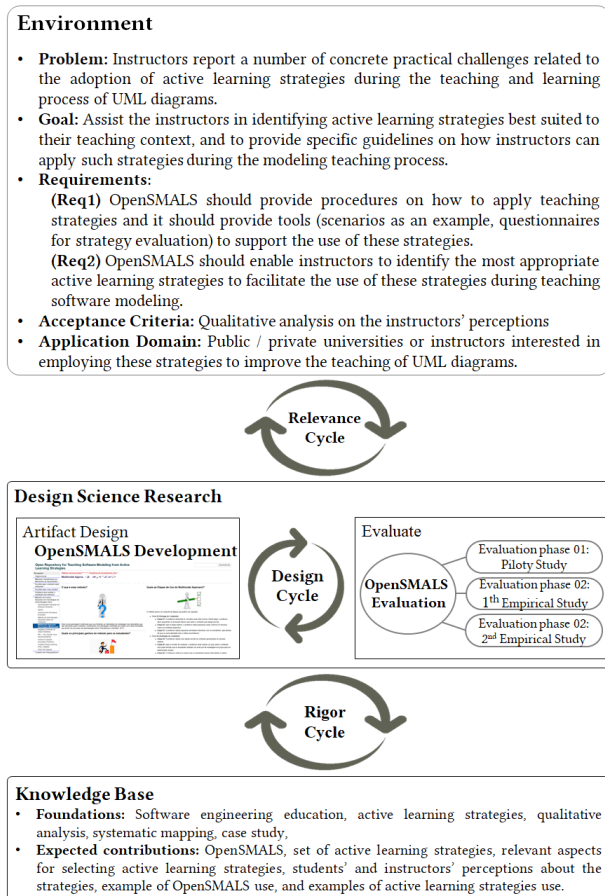 Environment
• Problem: Instructors report a number of concrete practical challenges related to
the adoption of active learning strategies during the teaching and learning
process of UML diagrams.
• Goal: Assist the instructors in identifying active learning strategies best suited to
their teaching context, and to provide specific guidelines on how instructors can
apply such strategies during the modeling teaching process.
• Requirements:
(Req1) OpenSMALS should provide procedures on how to apply teaching
strategies and it should provide tools (scenarios as an example, questionnaires
for strategy evaluation) to support the use of these strategies.
(Req2) OpenSMALS should enable instructors to identify the most appropriate
active learning strategies to facilitate the use of these strategies during teaching
software modeling.
• Acceptance Criteria: Qualitative analysis on the instructors' perceptions
• Application Domain: Public / private universities or instructors interested in
employing these strategies to improve the teaching of UML diagrams.
Relevance
Cycle
Design Science Research
Artifact Design
OpenSMALS Development
Open Repository for Teaching Software Modeling from Active
Learning Strategies
Design
Cycle
Evaluate
OpenSMALS
Evaluation
Evaluation phase 01:
Piloty Study
Evaluation phase 02:
1th Empirical Study
Evaluation phase 02:
2nd Empirical Study
Rigor
Cycle
Knowledge Base
• Foundations: Software engineering education, active learning strategies, qualitative
analysis, systematic mapping, case study,
• Expected contributions: OpenSMALS, set of active learning strategies, relevant aspects
for selecting active learning strategies, students' and instructors' perceptions about the
strategies, example of OpenSMALS use, and examples of active learning strategies use.